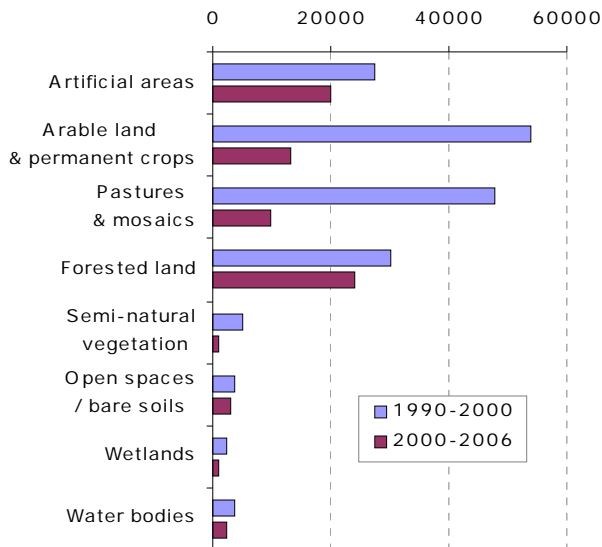 0 20000 40000 60000
Artificial areas
Arable land
& permanent crops
Pastures
& mosaics
Forested land
Semi-natural
vegetation
Open spaces
/ bare soils
Wetlands
Water bodies
1990-2000
2000-2006